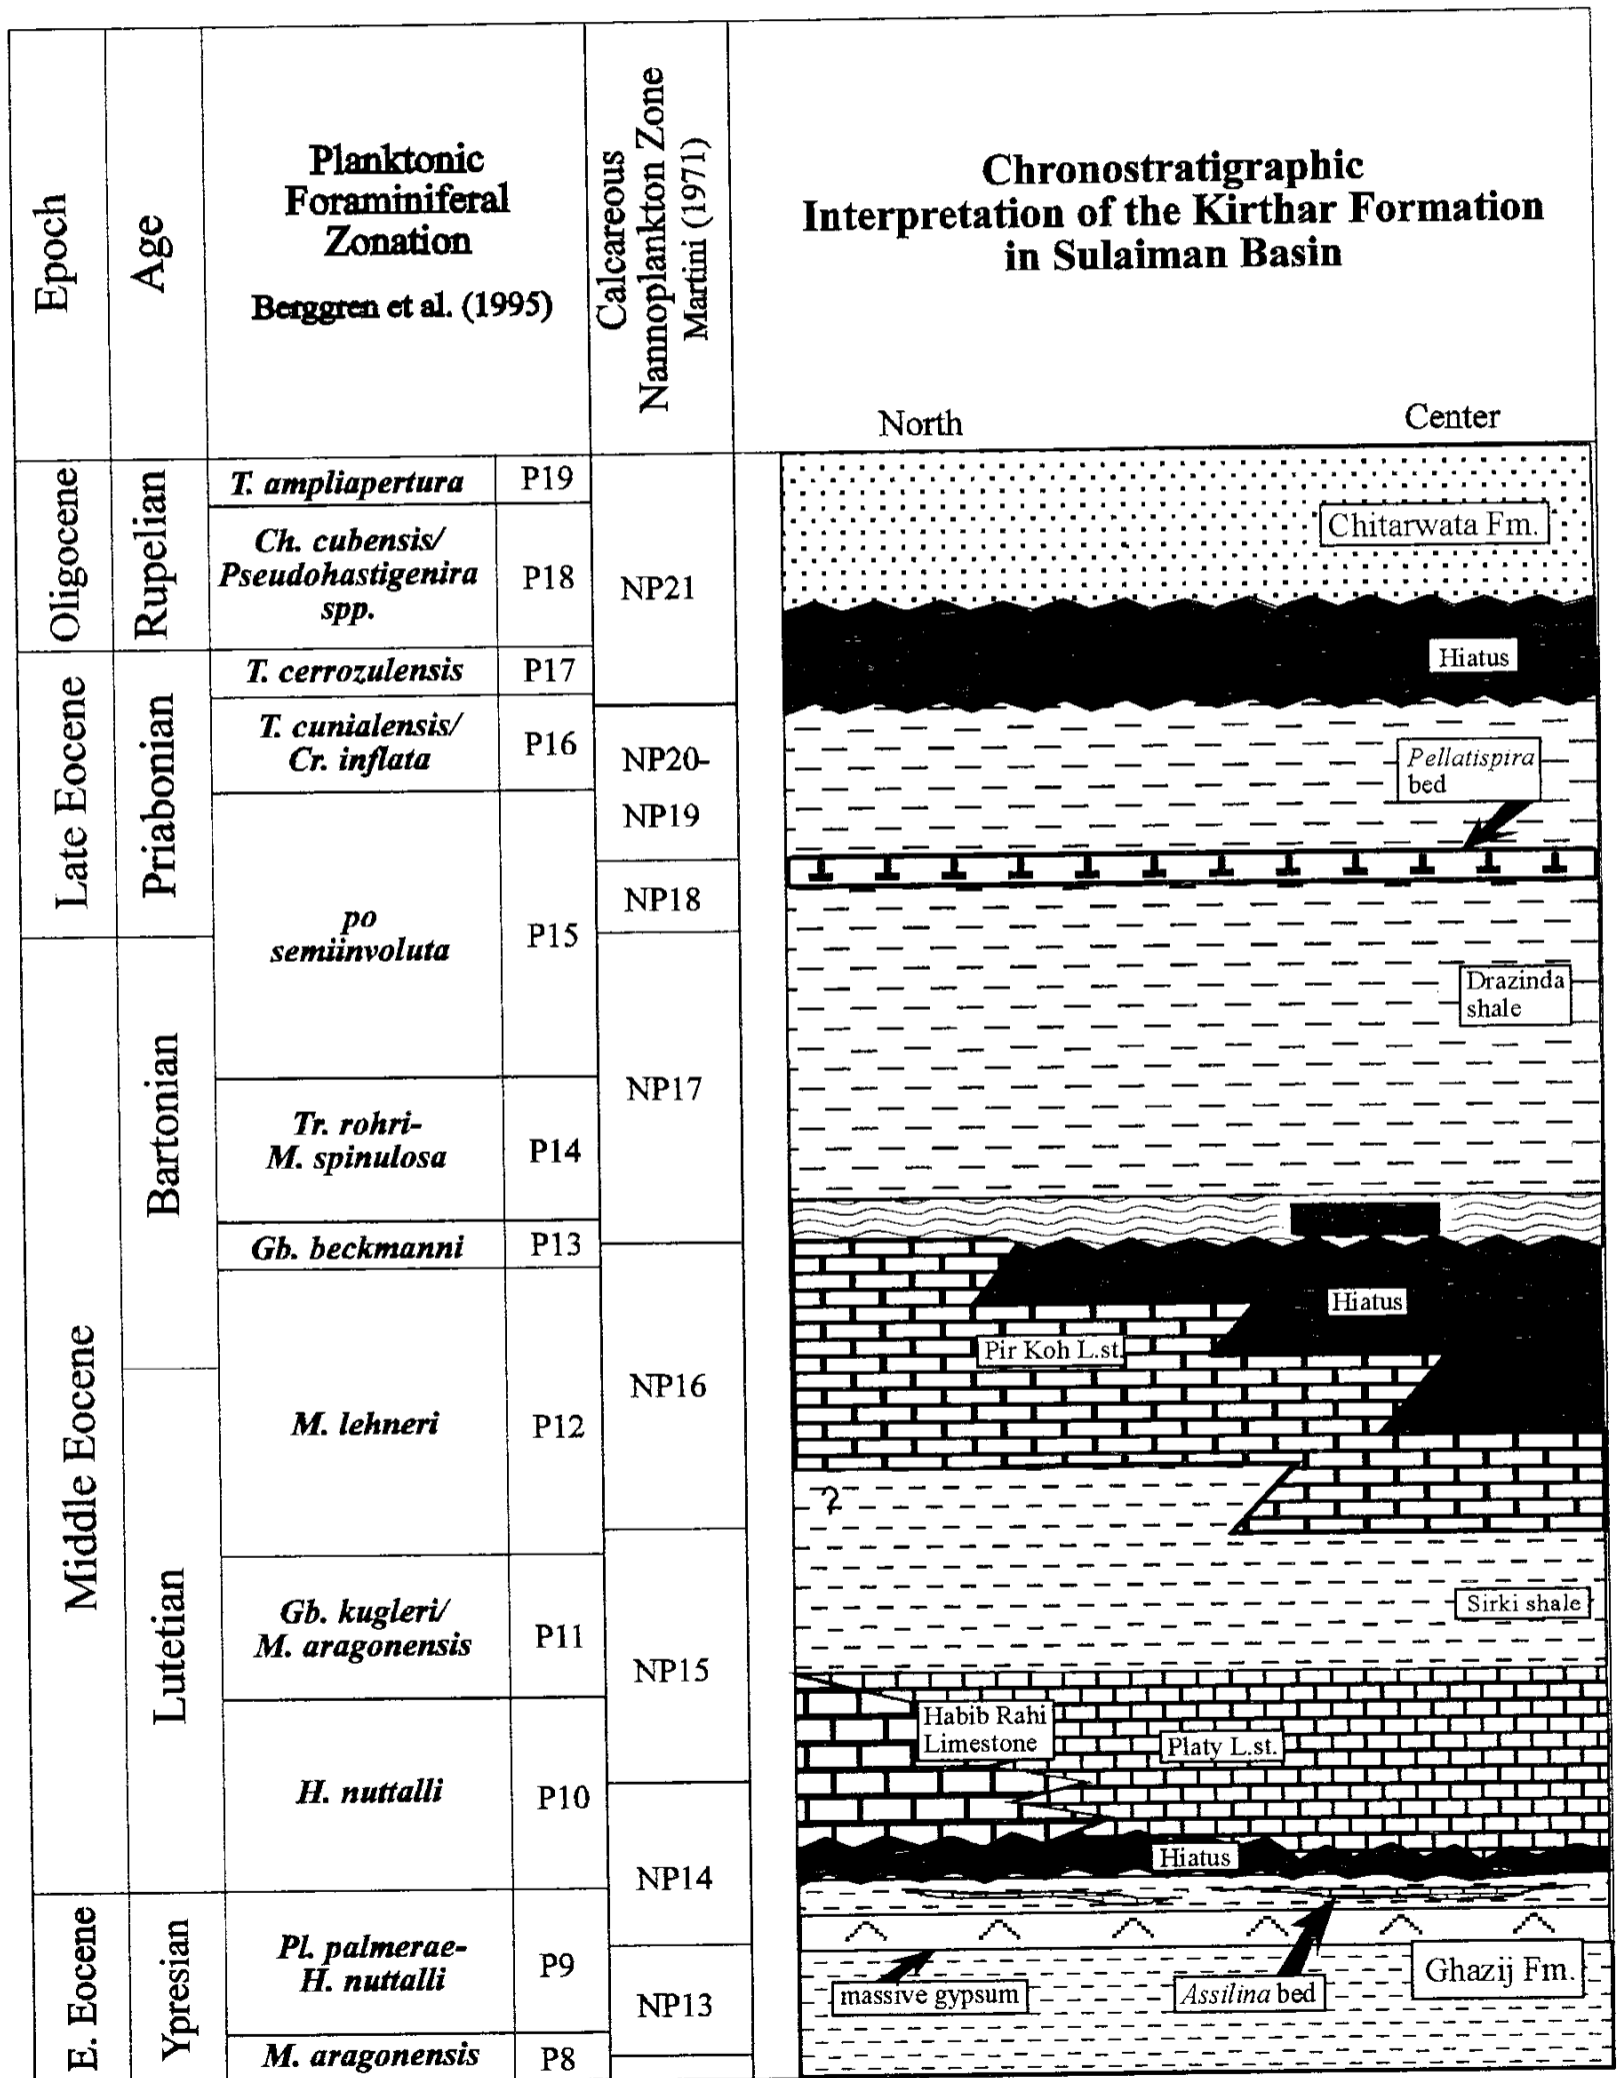 Epoch
Age
Planktonic
Foraminiferal
Zonation
Berggren et al. (1995)
Calcareous
Nannoplankton Zone
Martini (1971)
Chronostratigraphic
Interpretation of the Kirthar Formation
in Sulaiman Basin
North
Center
Oligocene
Late Eocene
Middle Eocene
E. Eocene
Rupelian
Priabonian
Bartonian
Lutetian
Ypresian
T. ampliapertura
P19
Ch. cubensis/
Pseudohastigenira
spp.
P18
T. cerrozulensis
P17
T. cunialensis/
Cr. inflata
P16
po
semiinvoluta
P15
Tr. rohri-
M. spinulosa
P14
Gb. beckmanni
P13
M. lehneri
P12
Gb. kugleri/
M. aragonensis
P11
H. nuttalli
P10
Pl. palmerae-
H. nuttalli
P9
M. aragonensis
P8
NP21
NP20-
NP19
NP18
NP17
NP16
NP15
NP14
NP13
Chitarwata Fm.
Hiatus
Pellatispira
bed
Drazinda
shale
Hiatus
Pir Koh L.st.
?
Sirki shale
Habib Rahi
Limestone
Platy L.st.
Hiatus
massive gypsum
Assilina bed
Ghazij Fm.